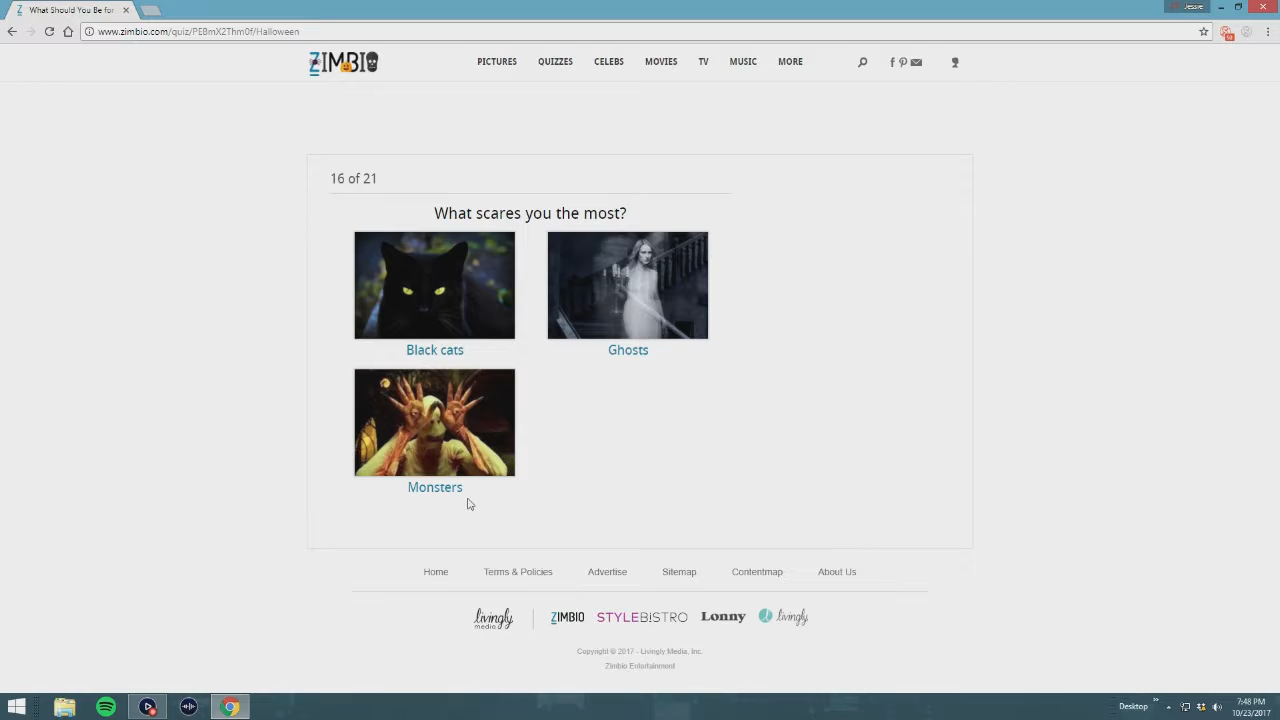 Who Should You Be for
www.zimbio.com/quiz/PEBmX2Thm0f/Halloween
ZIMBIO
PICTURES QUIZZES CELEBS MOVIES TV MUSIC MORE
16 of 21
What scares you the most?
Black cats
Ghosts
Monsters
Home Terms & Policies Advertise Sitemap Contentmap About Us
livingly media ZIMBIO STYLEBISTRO Lonny livingly
Copyright © 2017 - Livingly Media, Inc.
Zimbio Entertainment
Desktop
7:48 PM
10/23/2017